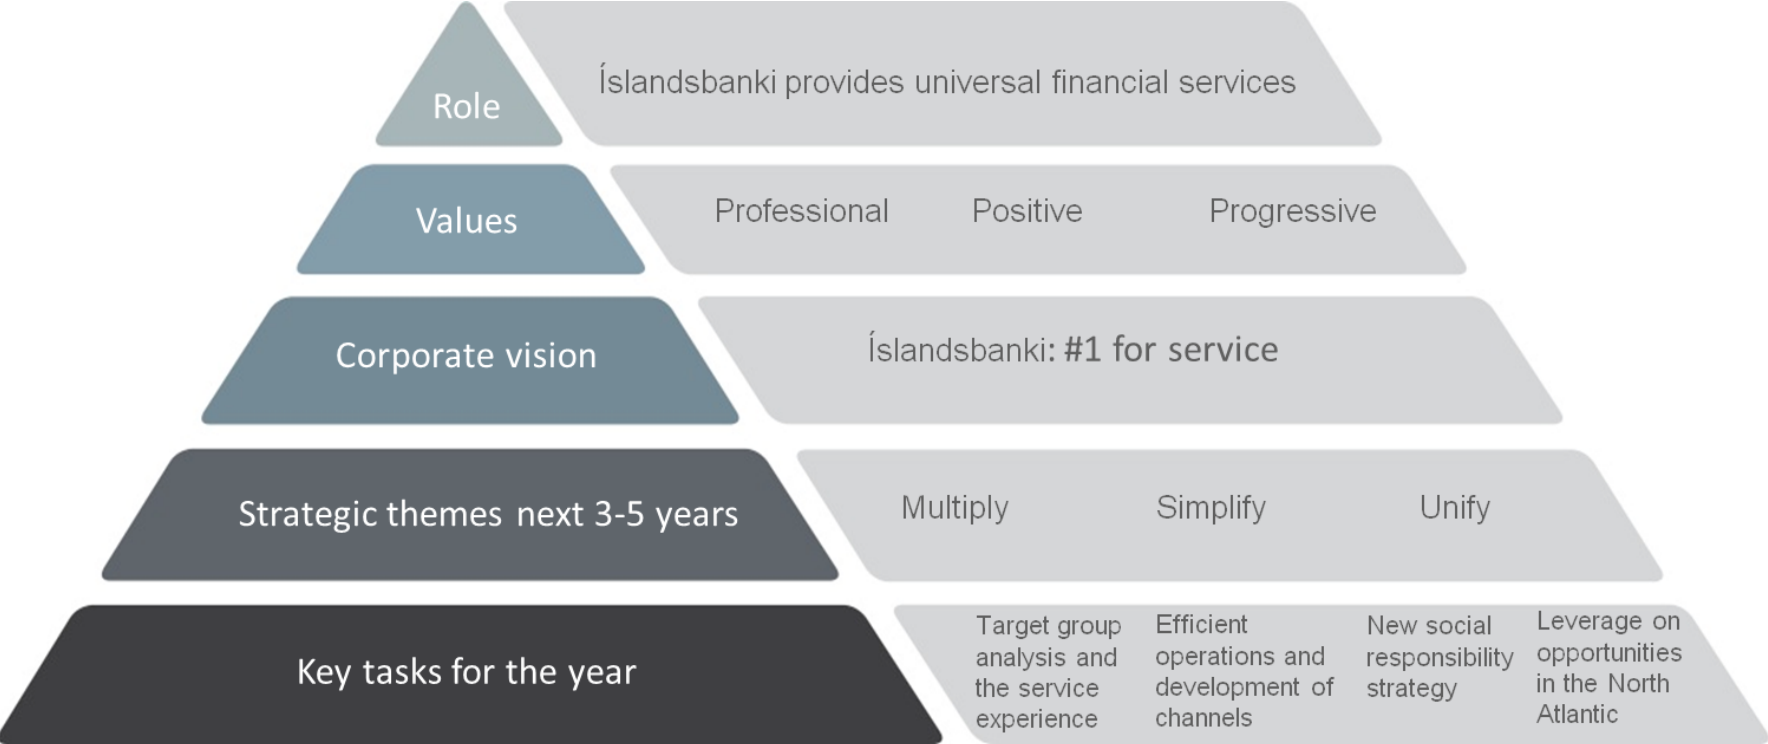 Role
Íslandsbanki provides universal financial services
Values
Professional
Positive
Progressive
Corporate vision
Íslandsbanki: #1 for service
Strategic themes next 3-5 years
Multiply
Simplify
Unify
Key tasks for the year
Target group
analysis and
the service
experience
Efficient
operations and
development of
channels
New social
responsibility
strategy
Leverage on
opportunities
in the North
Atlantic